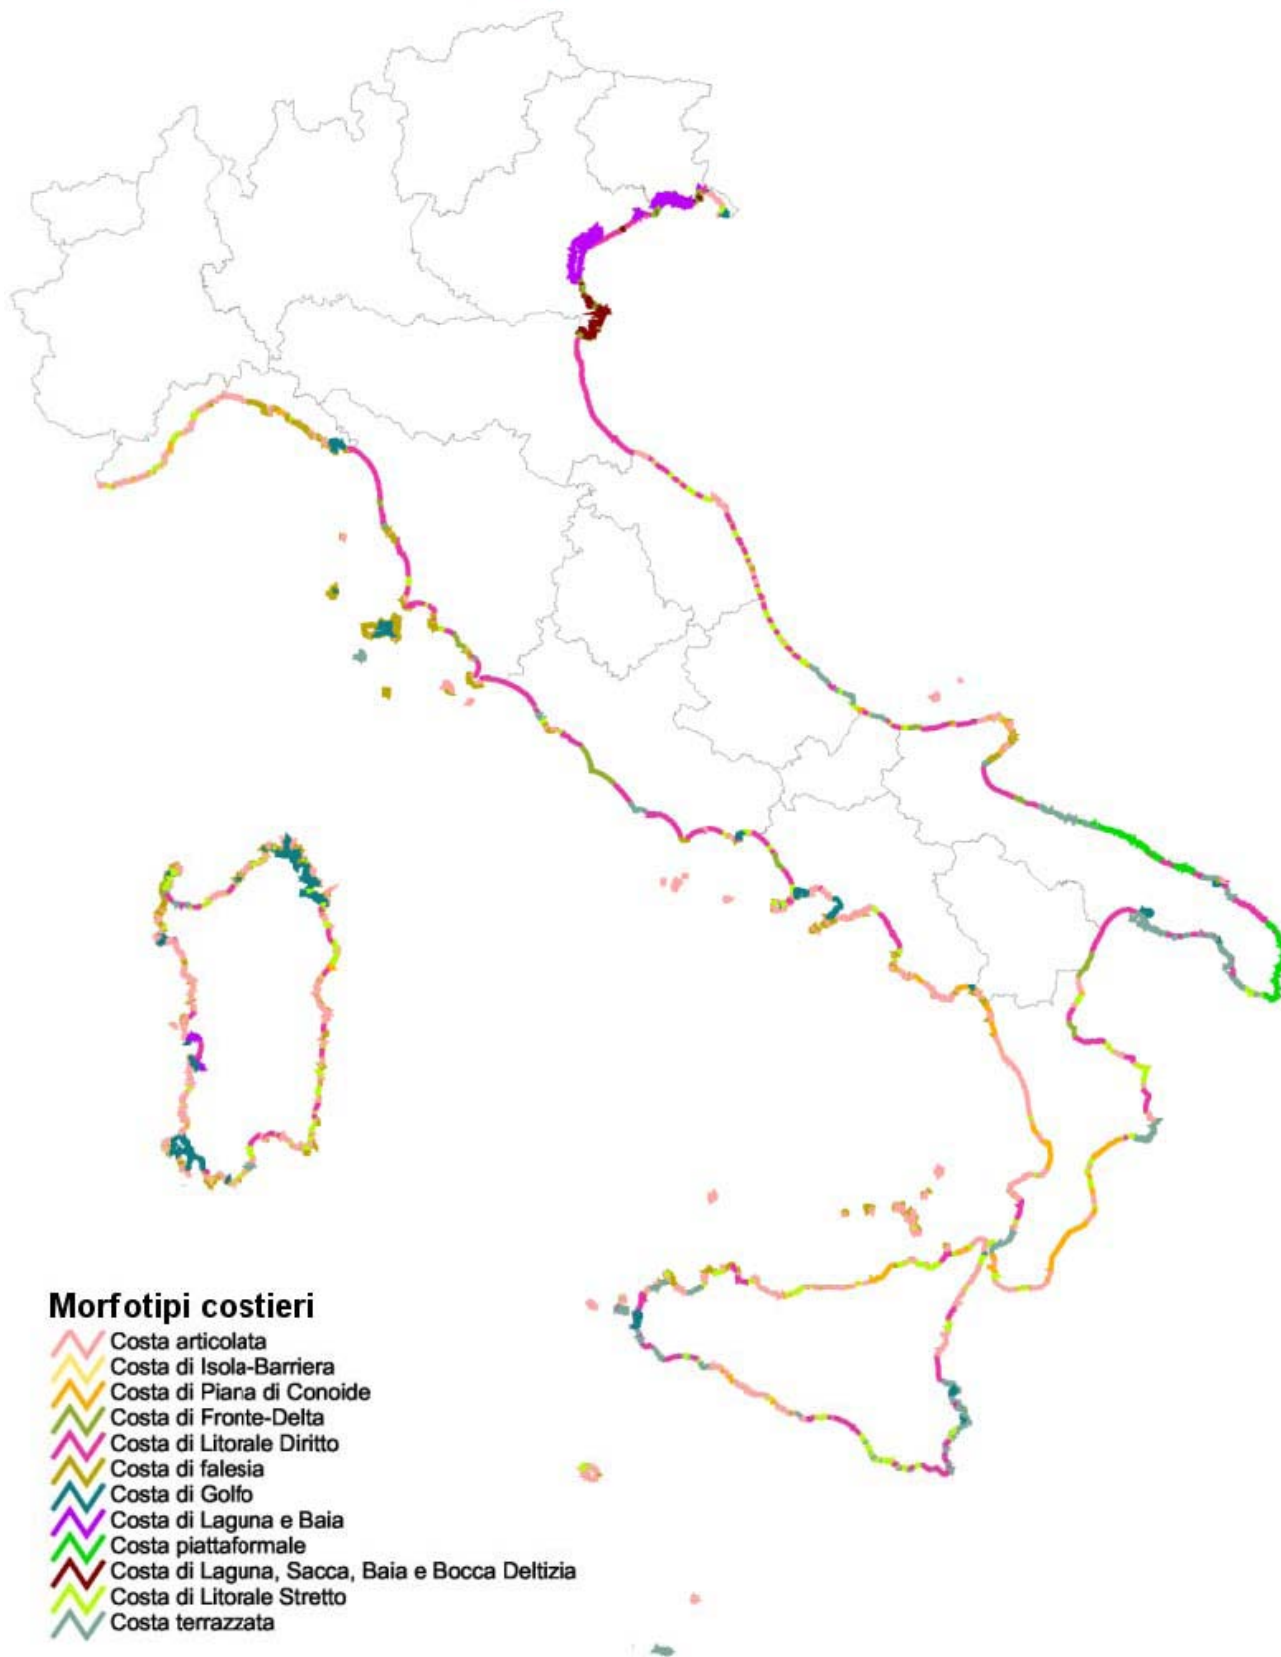 Morfotipi costieri
Costa articolata
Costa di Isola-Barriera
Costa di Piana di Conoide
Costa di Fronte-Delta
Costa di Litorale Diritto
Costa di falesia
Costa di Golfo
Costa di Laguna e Baia
Costa piattaformale
Costa di Laguna, Sacca, Baia e Bocca Deltizia
Costa di Litorale Stretto
Costa terrazzata